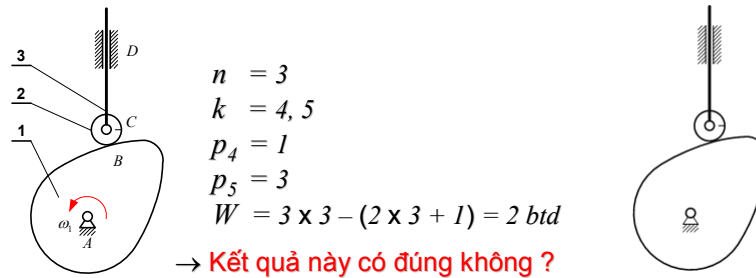 3
D
2
C
1
B
ω₁
A
n = 3
k = 4, 5
p₄ = 1
p₅ = 3
W = 3 x 3 – (2 x 3 + 1) = 2 btd
→ Kết quả này có đúng không ?